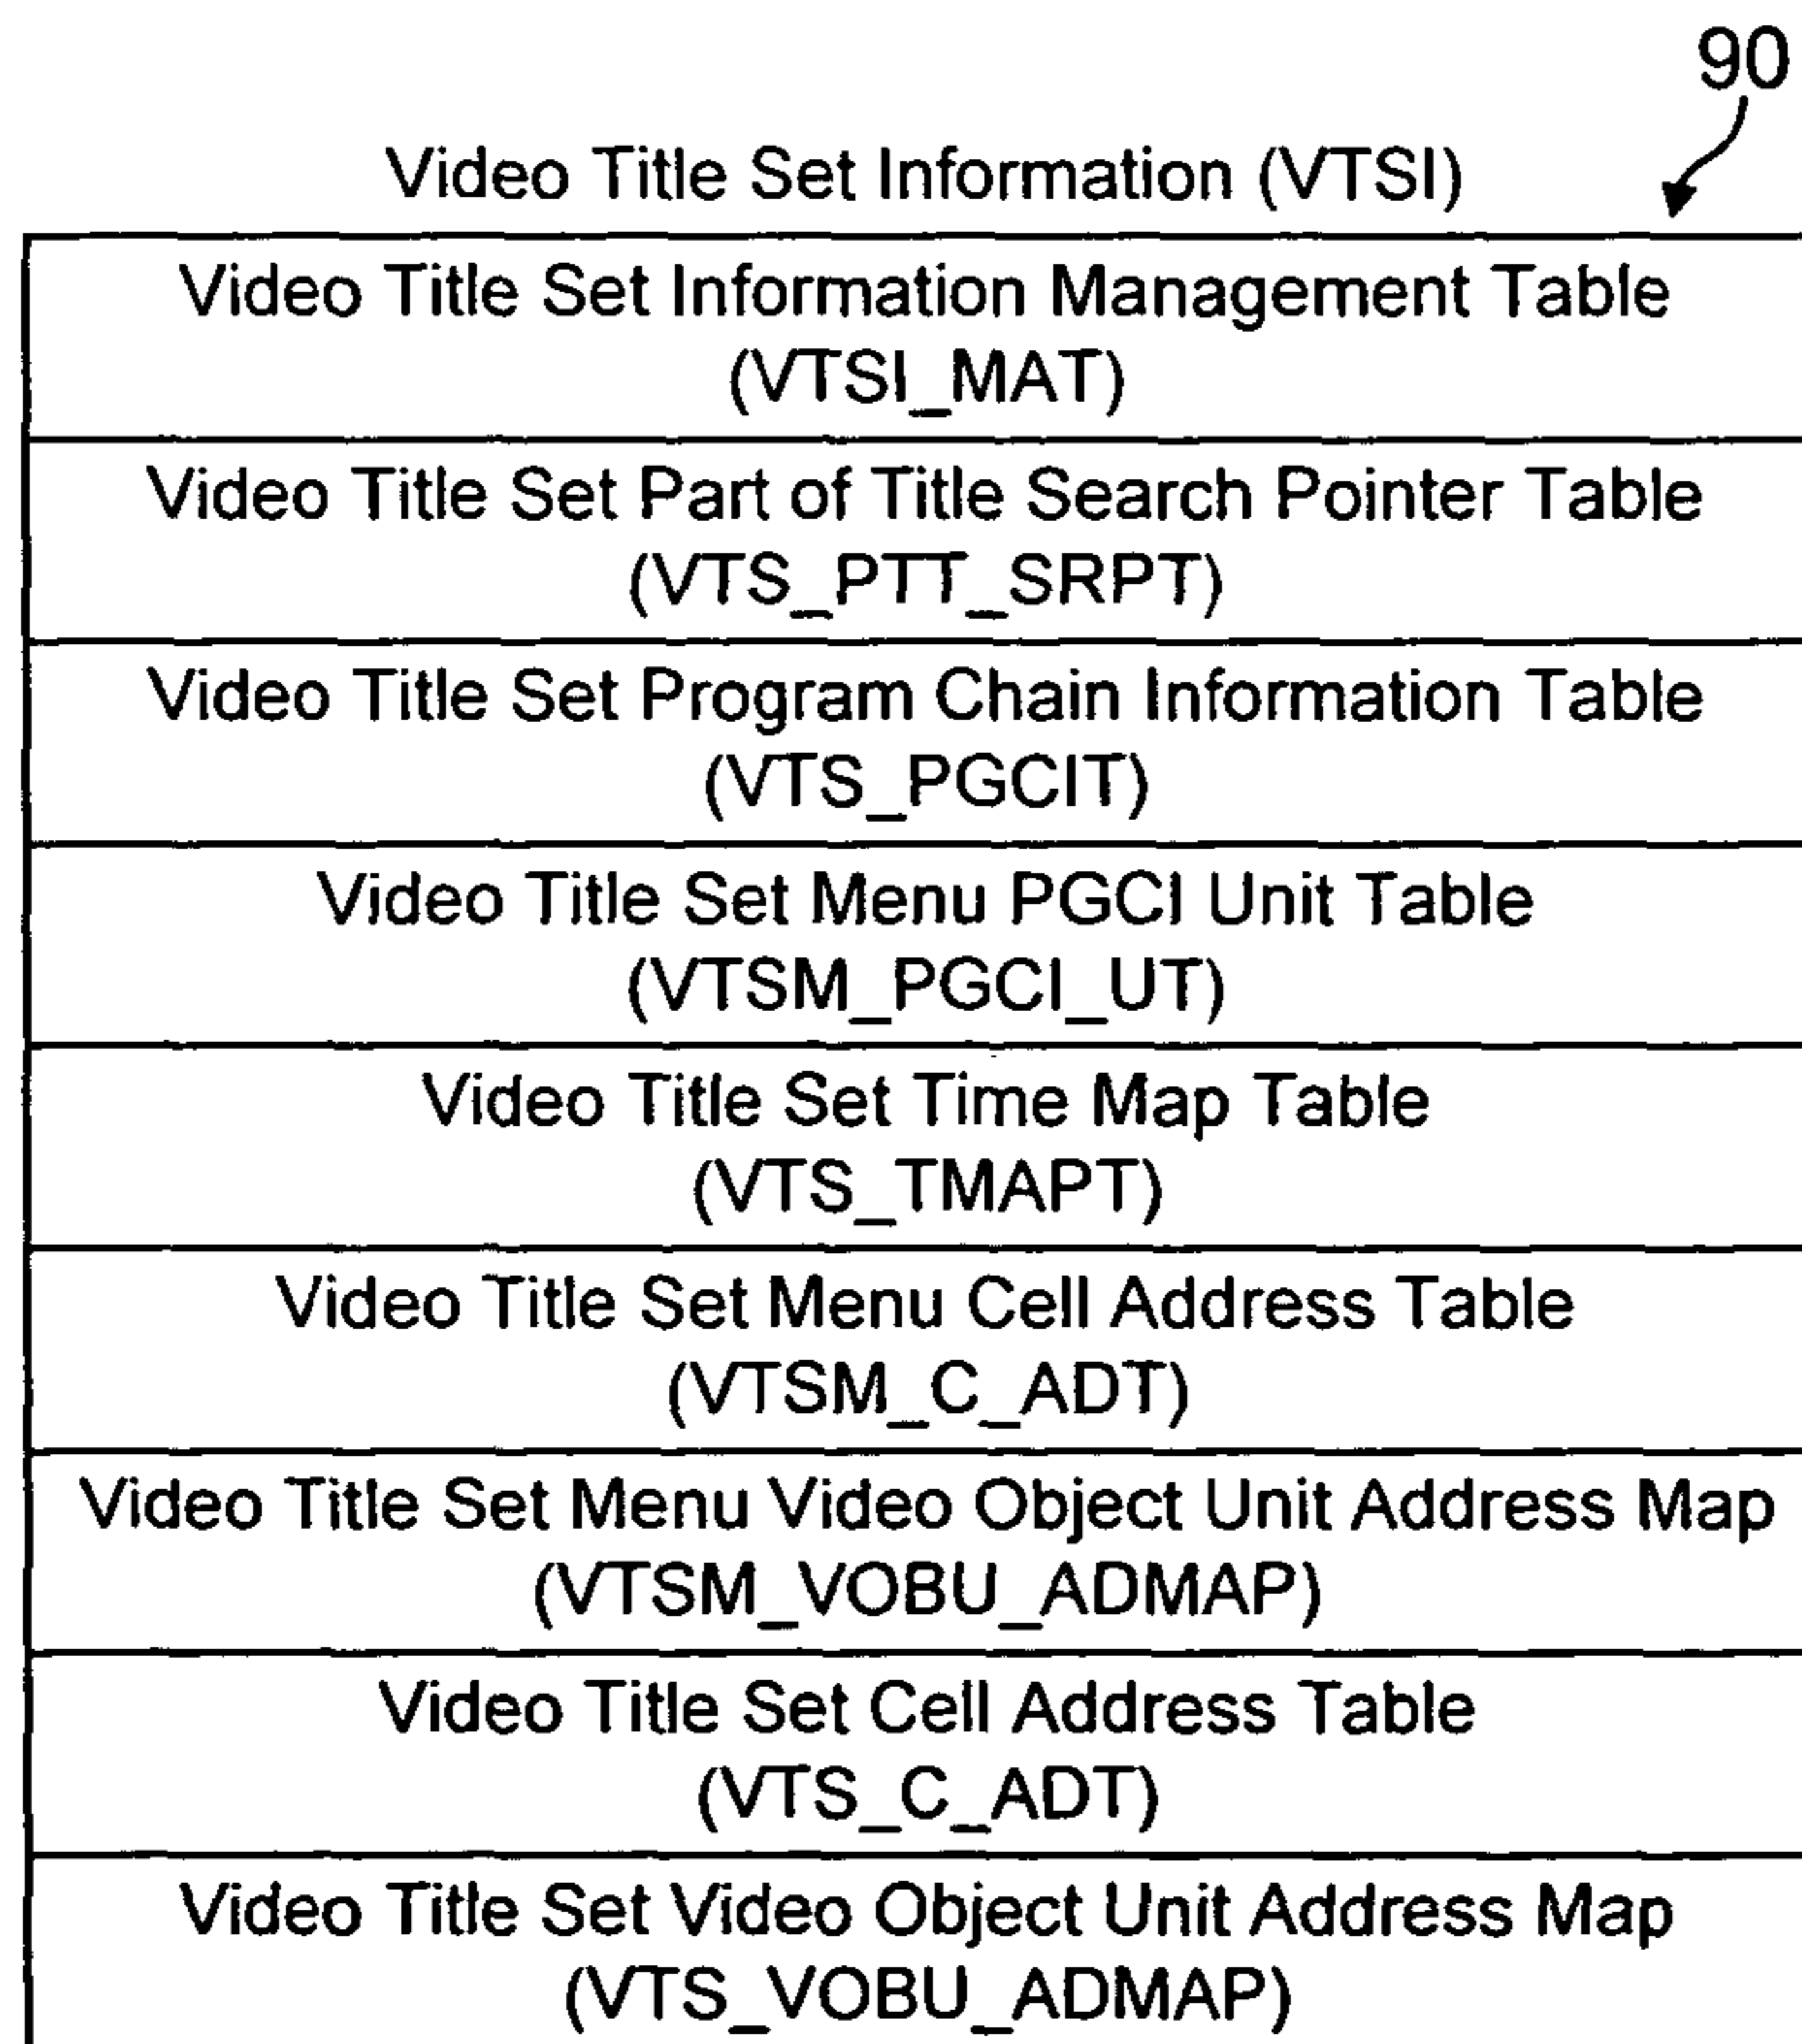 90
Video Title Set Information (VTSI)
Video Title Set Information Management Table
(VTSI_MAT)
Video Title Set Part of Title Search Pointer Table
(VTS_PTT_SRPT)
Video Title Set Program Chain Information Table
(VTS_PGCIT)
Video Title Set Menu PGCI Unit Table
(VTSM_PGCI_UT)
Video Title Set Time Map Table
(VTS_TMAPT)
Video Title Set Menu Cell Address Table
(VTSM_C_ADT)
Video Title Set Menu Video Object Unit Address Map
(VTSM_VOBU_ADMAP)
Video Title Set Cell Address Table
(VTS_C_ADT)
Video Title Set Video Object Unit Address Map
(VTS_VOBU_ADMAP)